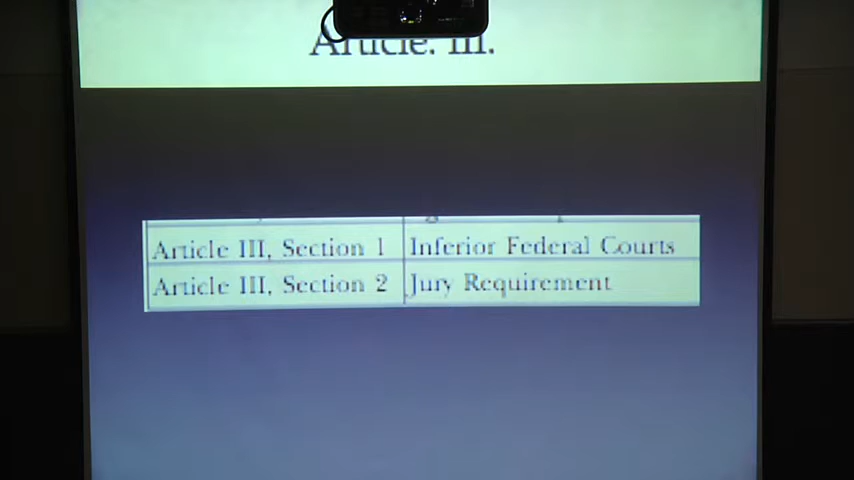 Article. III.
Article III, Section 1 Inferior Federal Courts
Article III, Section 2 Jury Requirement